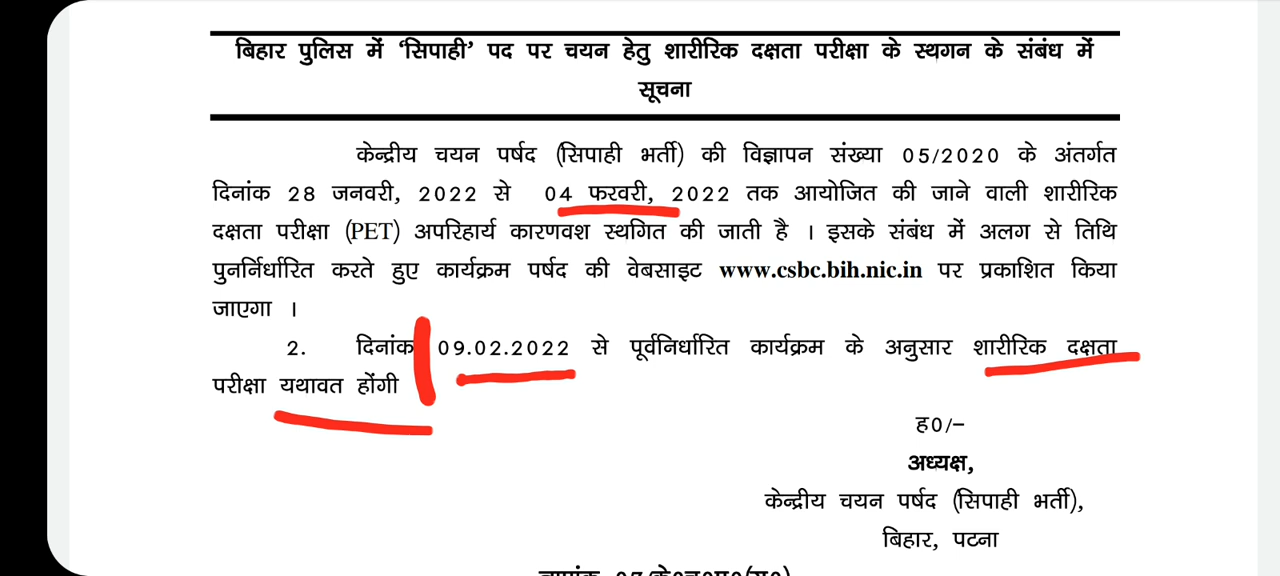 बिहार पुलिस में ‘सिपाही’ पद पर चयन हेतु शारीरिक दक्षता परीक्षा के स्थगन के संबंध में
सूचना
केन्द्रीय चयन पर्षद (सिपाही भर्ती) की विज्ञापन संख्या 05/2020 के अंतर्गत
दिनांक 28 जनवरी, 2022 से 04 फरवरी, 2022 तक आयोजित की जाने वाली शारीरिक
दक्षता परीक्षा (PET) अपरिहार्य कारणवश स्थगित की जाती है । इसके संबंध में अलग से तिथि
पुनर्निर्धारित करते हुए कार्यक्रम पर्षद की वेबसाइट www.csbc.bih.nic.in पर प्रकाशित किया
जाएगा ।
2. दिनांक 09.02.2022 से पूर्वनिर्धारित कार्यक्रम के अनुसार शारीरिक दक्षता
परीक्षा यथावत होंगी
ह0/–
अध्यक्ष,
केन्द्रीय चयन पर्षद (सिपाही भर्ती),
बिहार, पटना